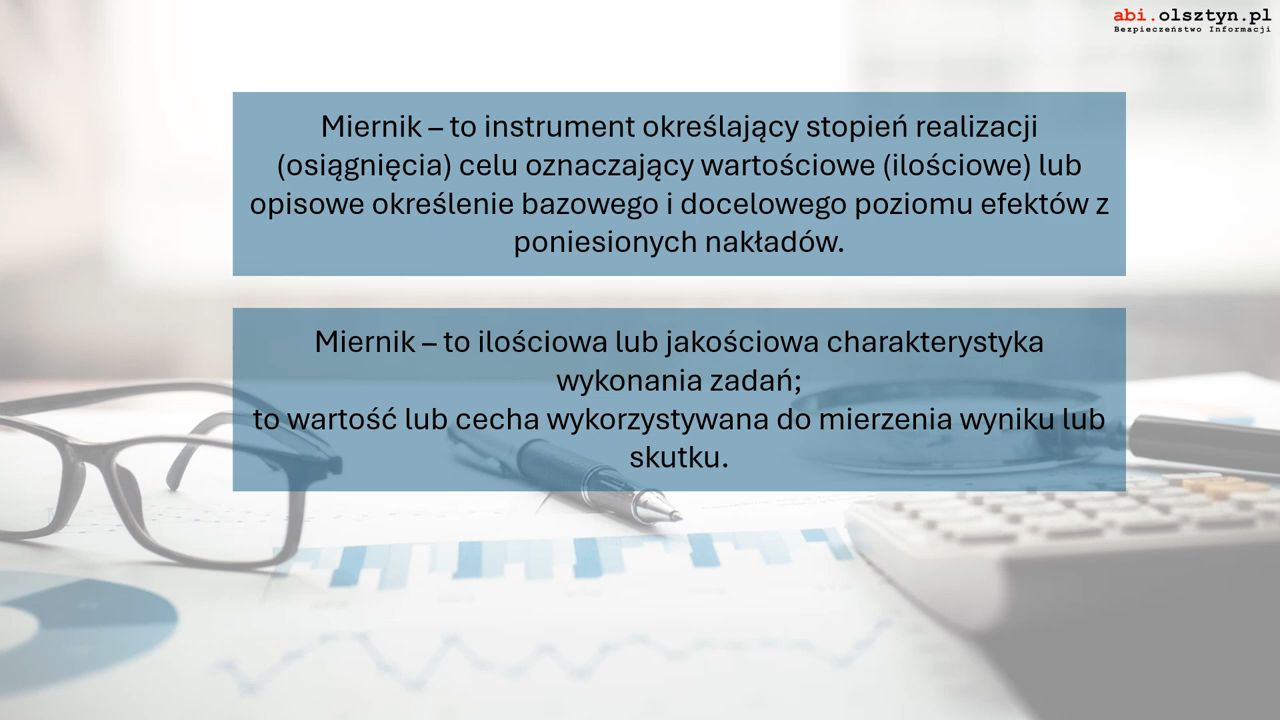 abi.olsztyn.pl
Bezpieczeństwo Informacji
Miernik – to instrument określający stopień realizacji
(osiągnięcia) celu oznaczający wartościowe (ilościowe) lub
opisowe określenie bazowego i docelowego poziomu efektów z
poniesionych nakładów.
Miernik – to ilościowa lub jakościowa charakterystyka
wykonania zadań;
to wartość lub cecha wykorzystywana do mierzenia wyniku lub
skutku.